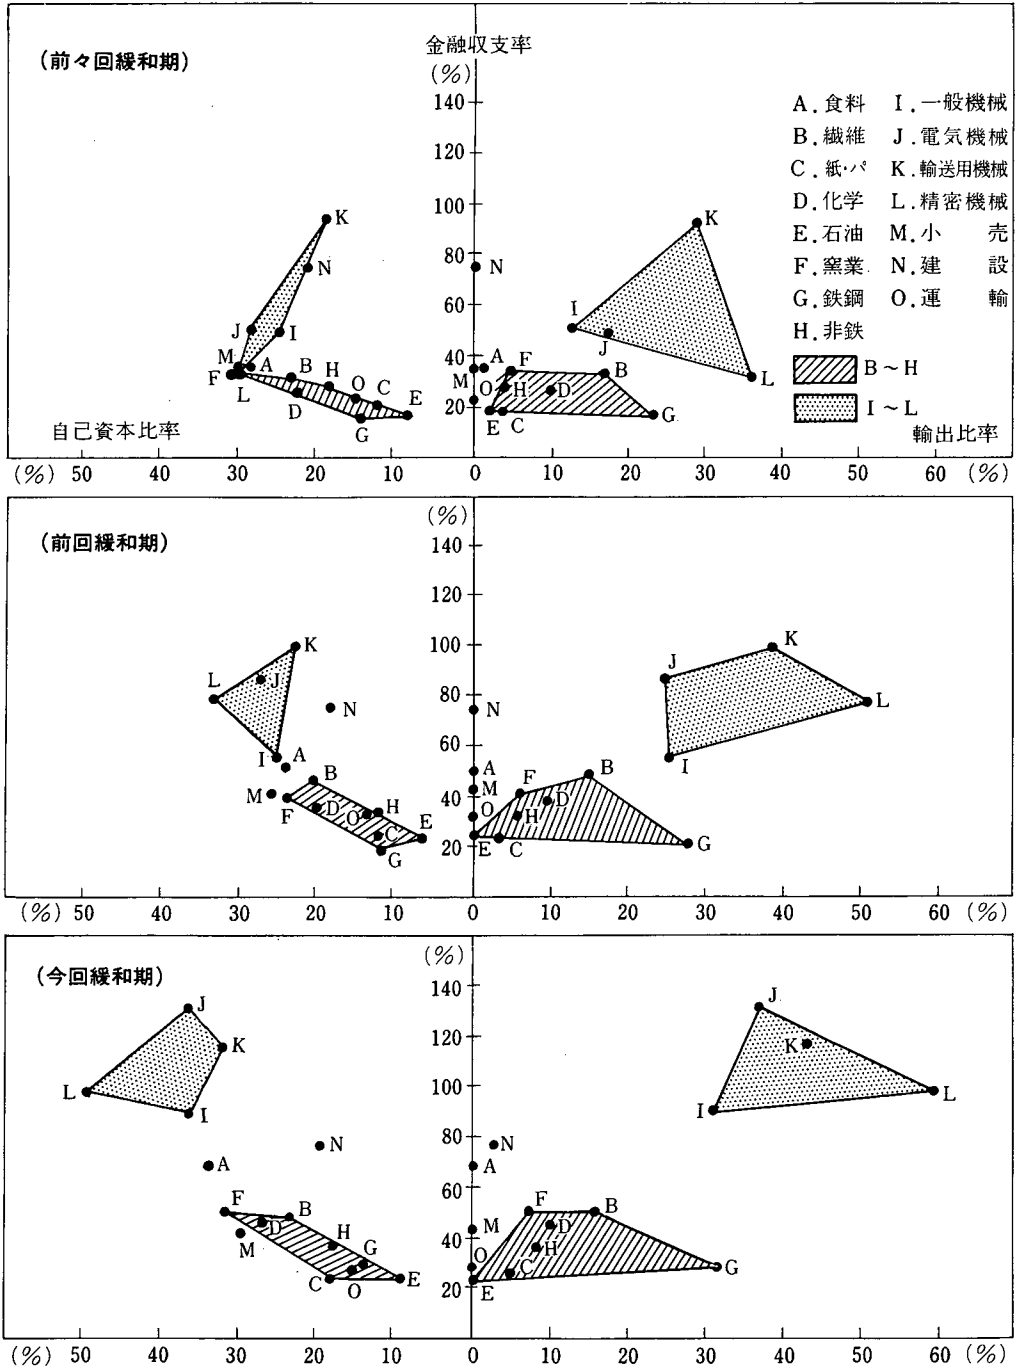 (前々回緩和期)
金融収支率
(%)
140
120
100
80
60
40
20
A.食料 I.一般機械
B.繊維 J.電気機械
C.紙・パ K.輸送用機械
D.化学 L.精密機械
E.石油 M.小売
F.窯業 N.建設
G.鉄鋼 O.運輸
H.非鉄
B～H
I～L
K
N
J
I
M
A
F
L
B
H
O
C
E
D
G
N
K
I
J
L
A
F
B
M
O
H
D
E
C
G
自己資本比率
輸出比率
(%) 50 40 30 20 10 0 10 20 30 40 50 60 (%)
(前回緩和期)
(%)
140
120
100
80
60
40
20
K
L
J
N
I
A
M
B
F
D
O
H
C
E
G
N
J
K
L
I
A
M
O
F
B
D
H
E
C
G
(%) 50 40 30 20 10 0 10 20 30 40 50 60 (%)
(今回緩和期)
(%)
140
120
100
80
60
40
20
J
K
L
I
N
A
F
B
D
M
H
G
C
O
E
J
K
I
L
N
A
M
O
F
B
D
H
C
E
G
(%) 50 40 30 20 10 0 10 20 30 40 50 60 (%)